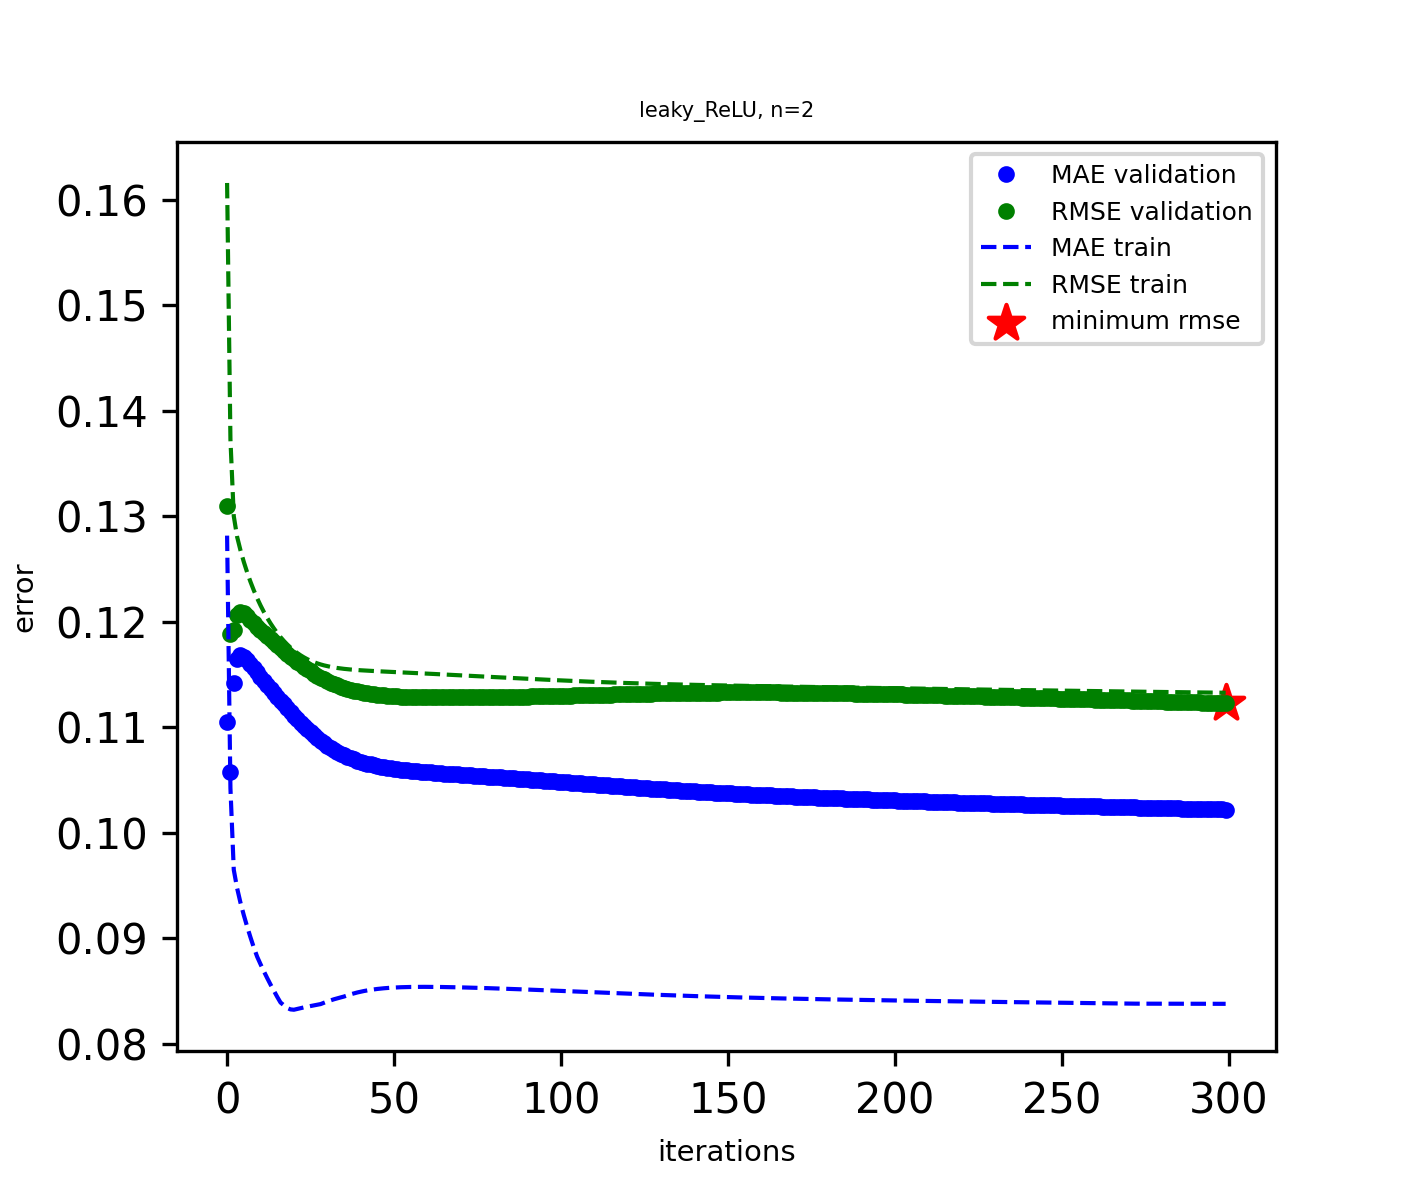 leaky_ReLU, n=2
MAE validation
RMSE validation
MAE train
RMSE train
minimum rmse
error
0.16
0.15
0.14
0.13
0.12
0.11
0.10
0.09
0.08
0 50 100 150 200 250 300
iterations